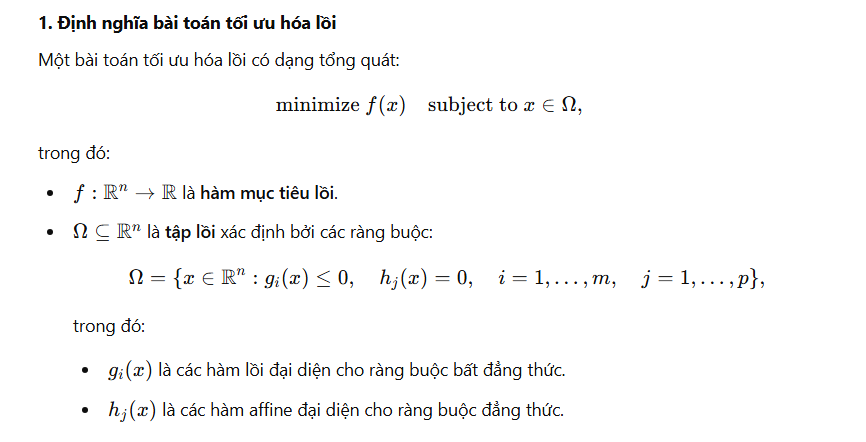 1. Định nghĩa bài toán tối ưu hóa lồi
Một bài toán tối ưu hóa lồi có dạng tổng quát:
minimize f(x) subject to x ∈ Ω,
trong đó:
• f : ℝⁿ → ℝ là hàm mục tiêu lồi.
• Ω ⊆ ℝⁿ là tập lồi xác định bởi các ràng buộc:
Ω = {x ∈ ℝⁿ : gᵢ(x) ≤ 0, hⱼ(x) = 0, i = 1, . . . , m, j = 1, . . . , p},
trong đó:
• gᵢ(x) là các hàm lồi đại diện cho ràng buộc bất đẳng thức.
• hⱼ(x) là các hàm affine đại diện cho ràng buộc đẳng thức.